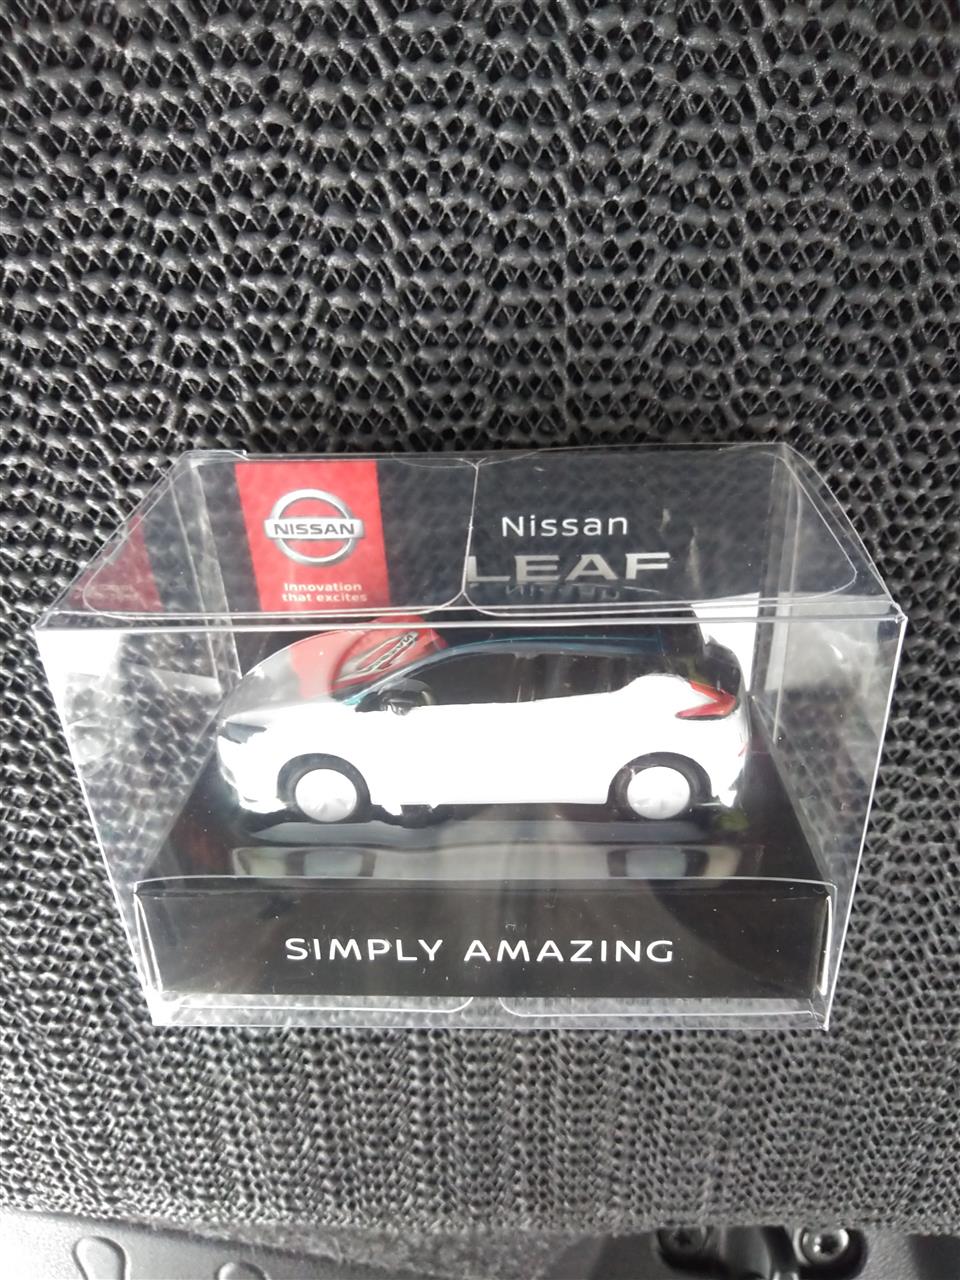 NISSAN
Innovation
that excites
Nissan
LEAF
SIMPLY AMAZING